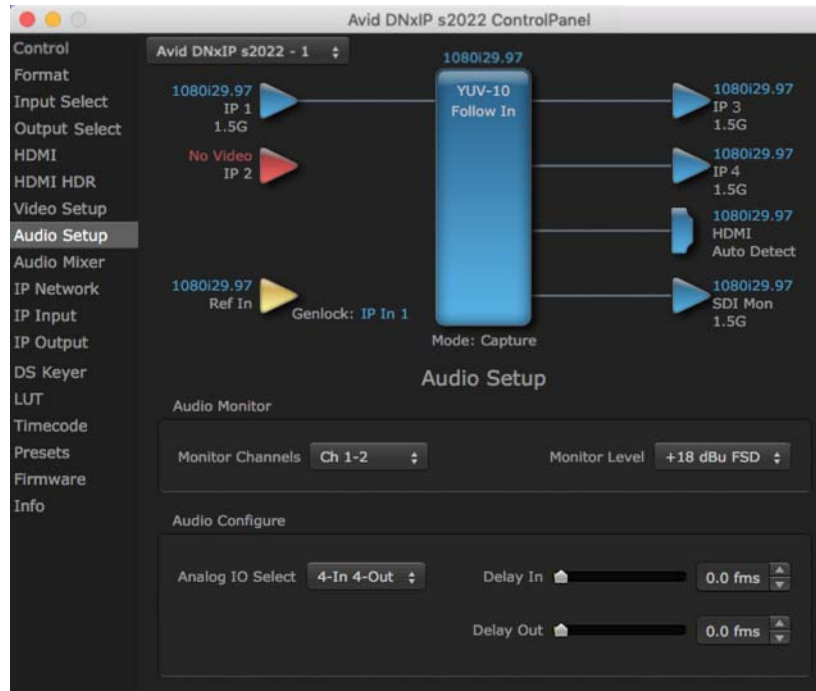 Avid DNxIP s2022 ControlPanel
Control
Format
Input Select
Output Select
HDMI
HDMI HDR
Video Setup
Audio Setup
Audio Mixer
IP Network
IP Input
IP Output
DS Keyer
LUT
Timecode
Presets
Firmware
Info
Avid DNxIP s2022 - 1
1080i29.97
IP 1
1.5G
No Video
IP 2
1080i29.97
Ref In
Genlock: IP In 1
1080i29.97
YUV-10
Follow In
Mode: Capture
1080i29.97
IP 3
1.5G
1080i29.97
IP 4
1.5G
1080i29.97
HDMI
Auto Detect
1080i29.97
SDI Mon
1.5G
Audio Setup
Audio Monitor
Monitor Channels Ch 1-2 Monitor Level +18 dBu FSD
Audio Configure
Analog IO Select 4-In 4-Out Delay In 0.0 fms
Delay Out 0.0 fms